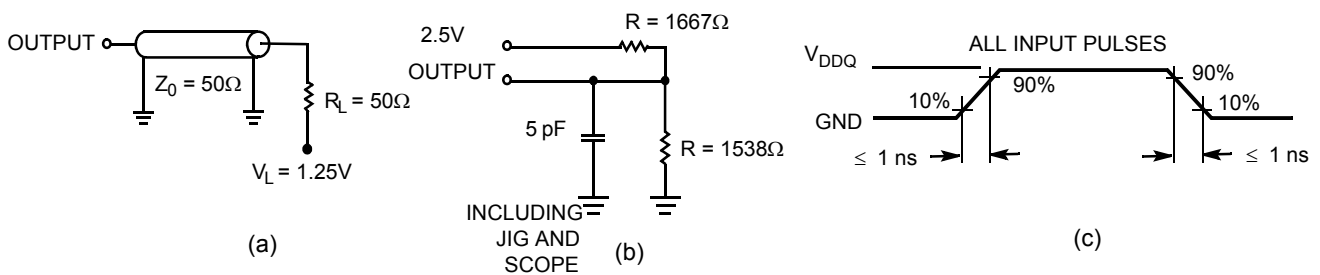 OUTPUT
Z0 = 50Ω
RL = 50Ω
VL = 1.25V
(a)
R = 1667Ω
2.5V
OUTPUT
5 pF
R = 1538Ω
INCLUDING
JIG AND
SCOPE
(b)
ALL INPUT PULSES
VDDQ
GND
10%
90%
90%
10%
≤ 1 ns
≤ 1 ns
(c)